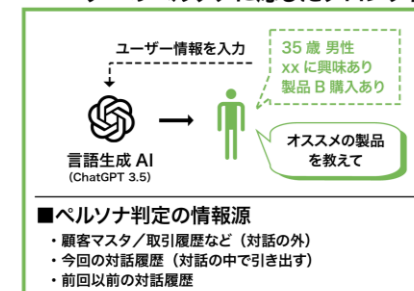 ユーザー情報を入力
35 歳 男性
xx に興味あり
製品 B 購入あり
オススメの製品
を教えて
言語生成 AI
(ChatGPT 3.5)
■ペルソナ判定の情報源
・顧客マスタ／取引履歴など（対話の外）
・今回の対話履歴（対話の中で引き出す）
・前回以前の対話履歴